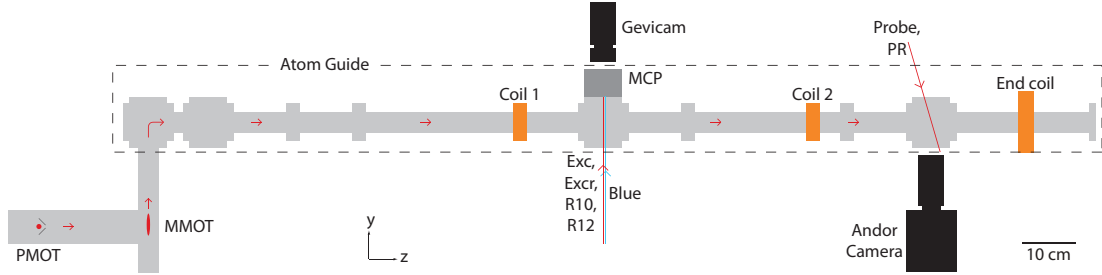 Gevicam
Probe,
PR
Atom Guide
MCP
Coil 1
Coil 2
End coil
Exc,
Excr,
R10,
R12
Blue
MMOT
PMOT
y
z
Andor
Camera
10 cm